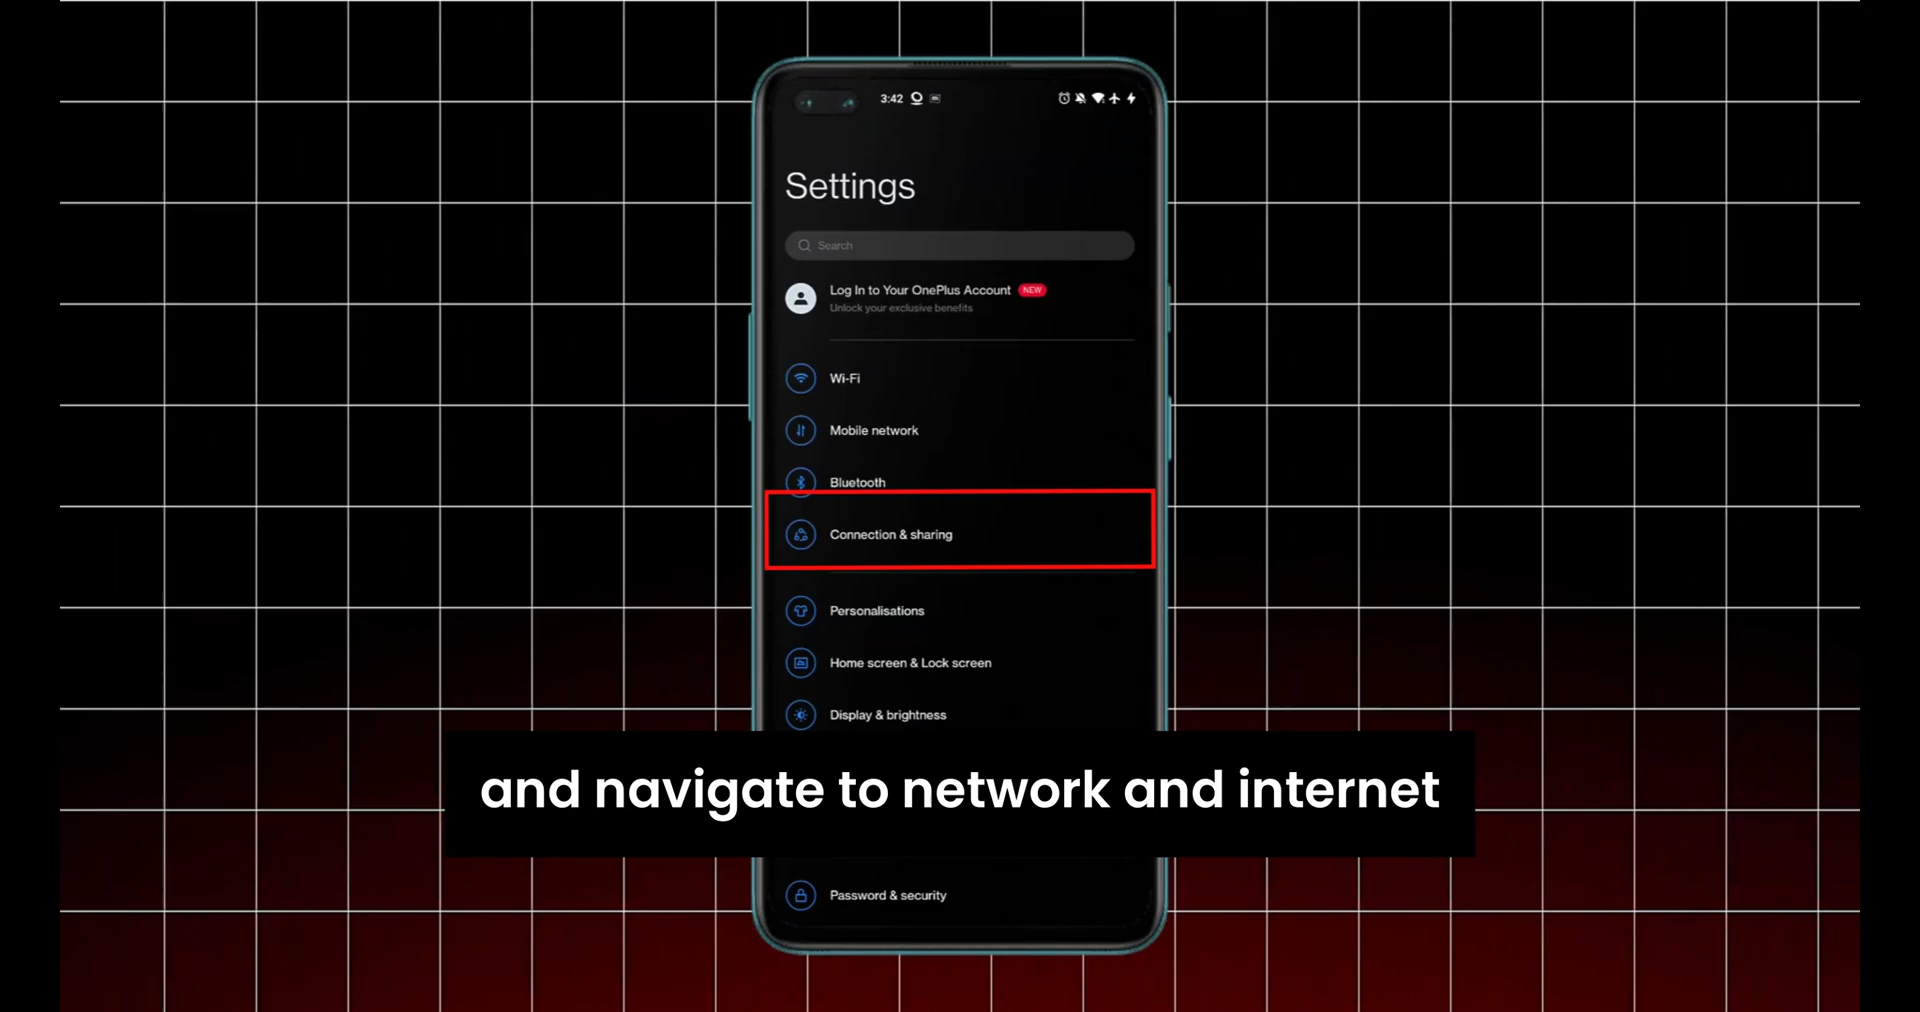 3:42
Settings
Search
Log In to Your OnePlus Account NEW
Unlock your exclusive benefits
Wi-Fi
Mobile network
Bluetooth
Connection & sharing
Personalisations
Home screen & Lock screen
Display & brightness
and navigate to network and internet
Password & security